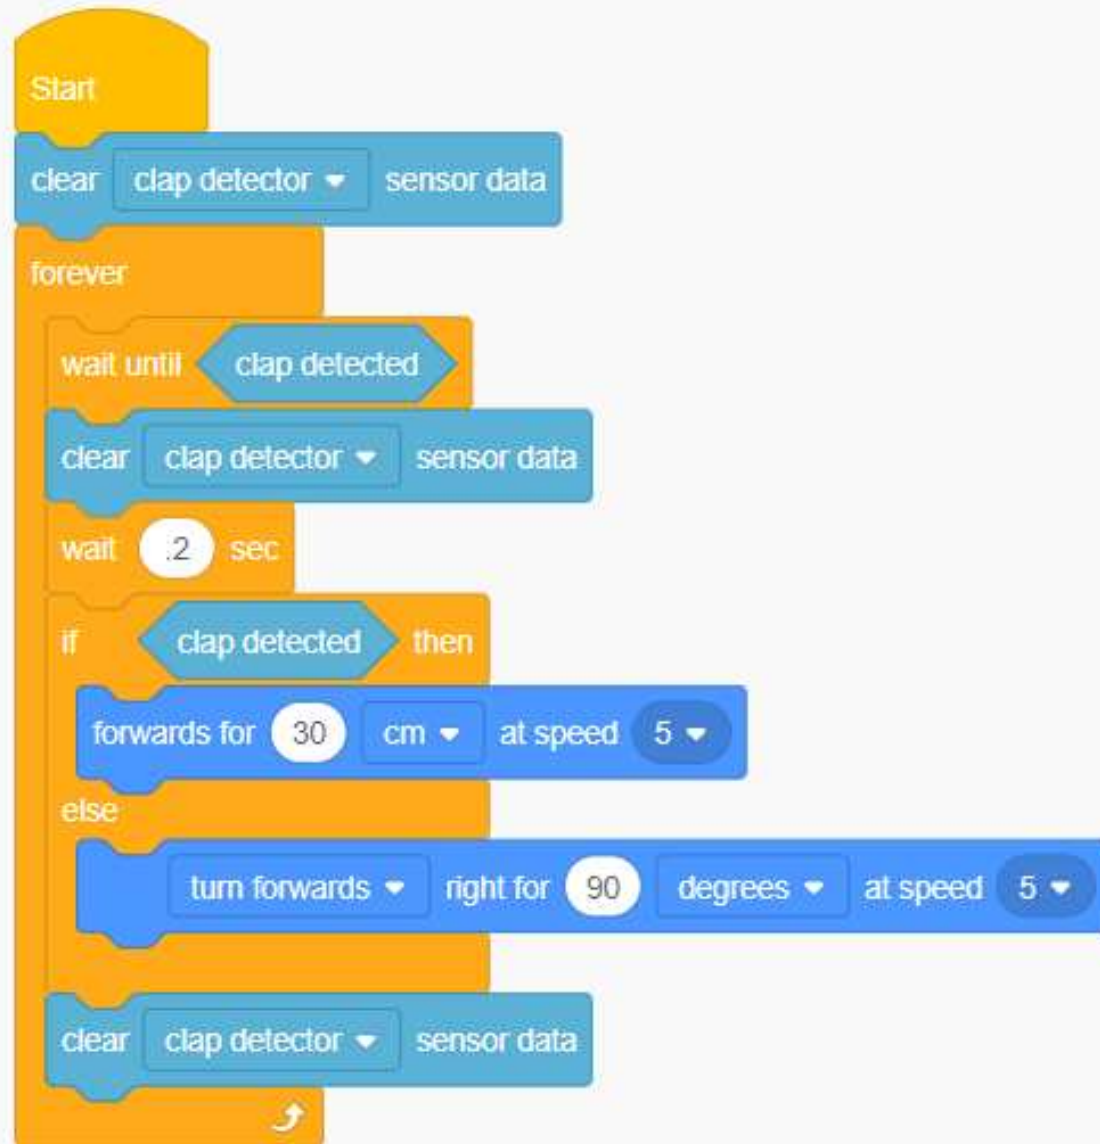 Start
clear clap detector sensor data
forever
wait until clap detected
clear clap detector sensor data
wait .2 sec
if clap detected then
forwards for 30 cm at speed 5
else
turn forwards right for 90 degrees at speed 5
clear clap detector sensor data